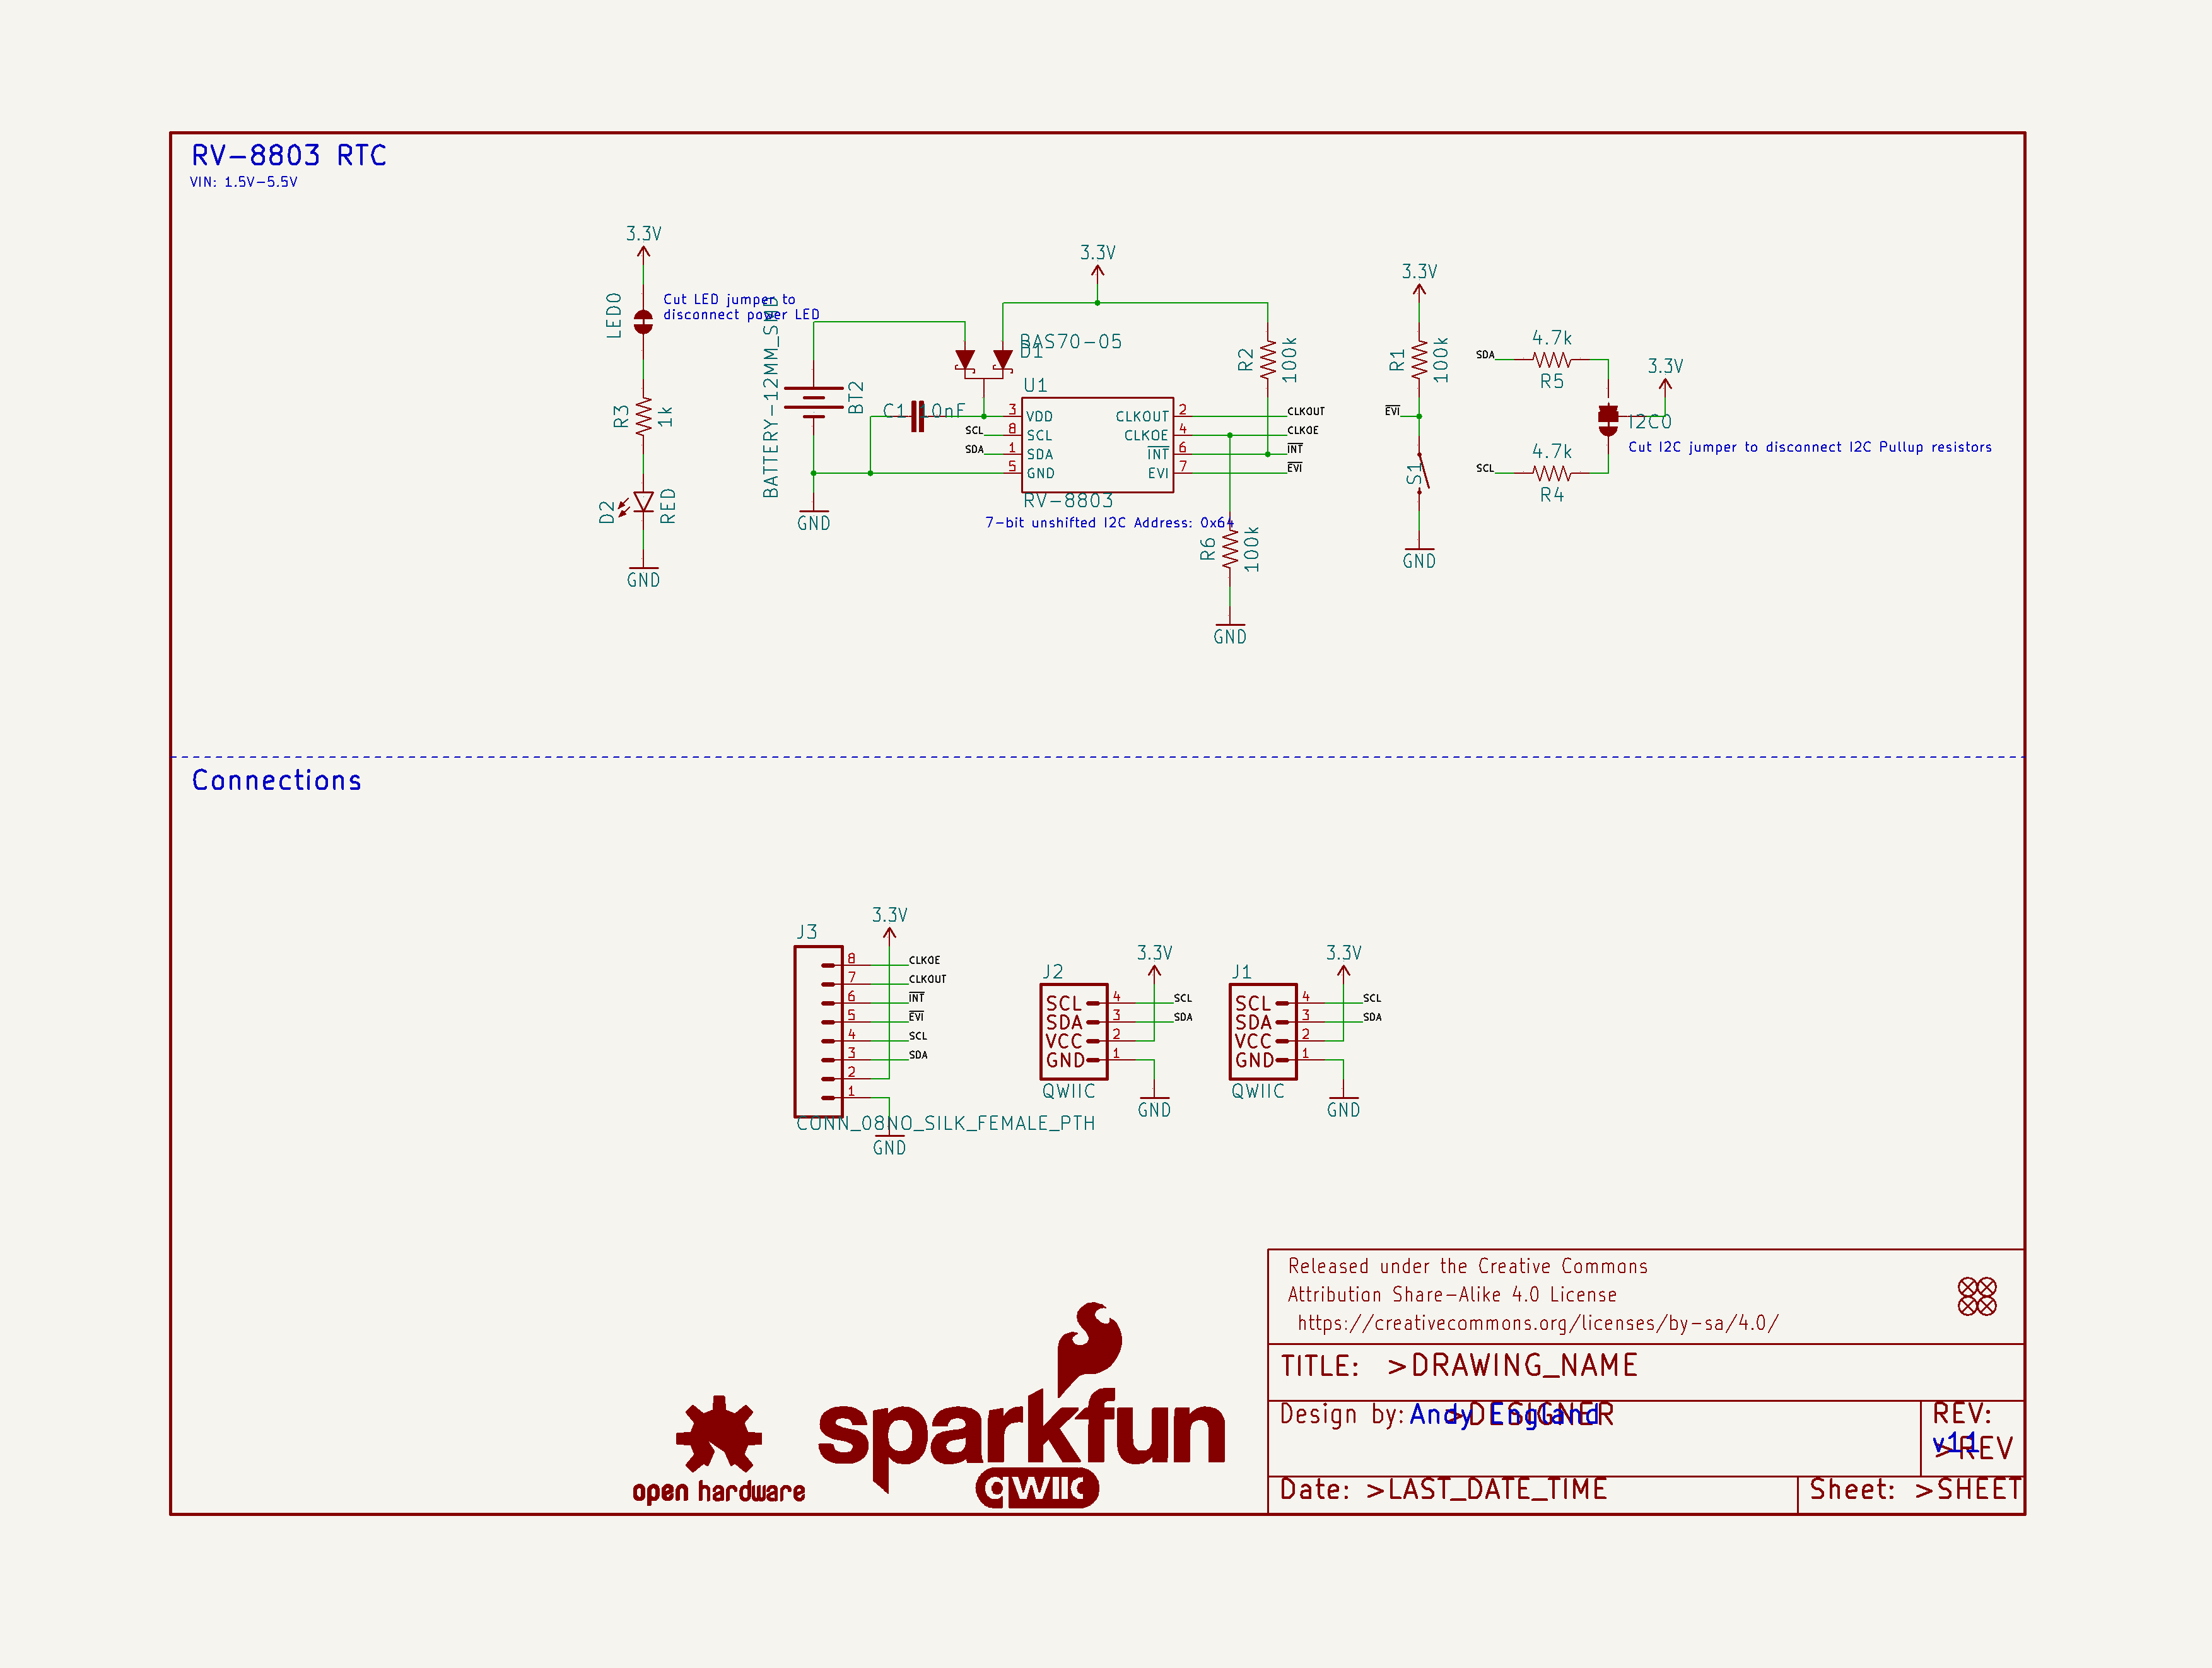 RV-8803 RTC
VIN: 1.5V-5.5V
3.3V
LED0
Cut LED jumper to
disconnect power LED
R3
1k
D2
RED
GND
BATTERY-12MM_SMD
BT2
GND
C1
10nF
3.3V
BAS70-05
D1
U1
3 VDD
8 SCL
1 SDA
5 GND
CLKOUT 2
CLKOE 4
INT 6
EVI 7
SCL
SDA
RV-8803
7-bit unshifted I2C Address: 0x64
CLKOUT
CLKOE
INT
EVI
R2
100k
R6
100k
GND
3.3V
R1
100k
EVI
S1
GND
SDA
4.7k
R5
3.3V
I2C0
Cut I2C jumper to disconnect I2C Pullup resistors
SCL
4.7k
R4
Connections
J3
3.3V
8 CLKOE
7 CLKOUT
6 INT
5 EVI
4 SCL
3 SDA
2
1
CONN_08NO_SILK_FEMALE_PTH
GND
J2
3.3V
SCL 4 SCL
SDA 3 SDA
VCC 2
GND 1
QWIIC
GND
J1
3.3V
SCL 4 SCL
SDA 3 SDA
VCC 2
GND 1
QWIIC
GND
Released under the Creative Commons
Attribution Share-Alike 4.0 License
https://creativecommons.org/licenses/by-sa/4.0/
TITLE: >DRAWING_NAME
Design by: Andy England
>DESIGNER
REV:
v11
>REV
Date: >LAST_DATE_TIME
Sheet: >SHEET
open hardware
sparkfun
qwiic